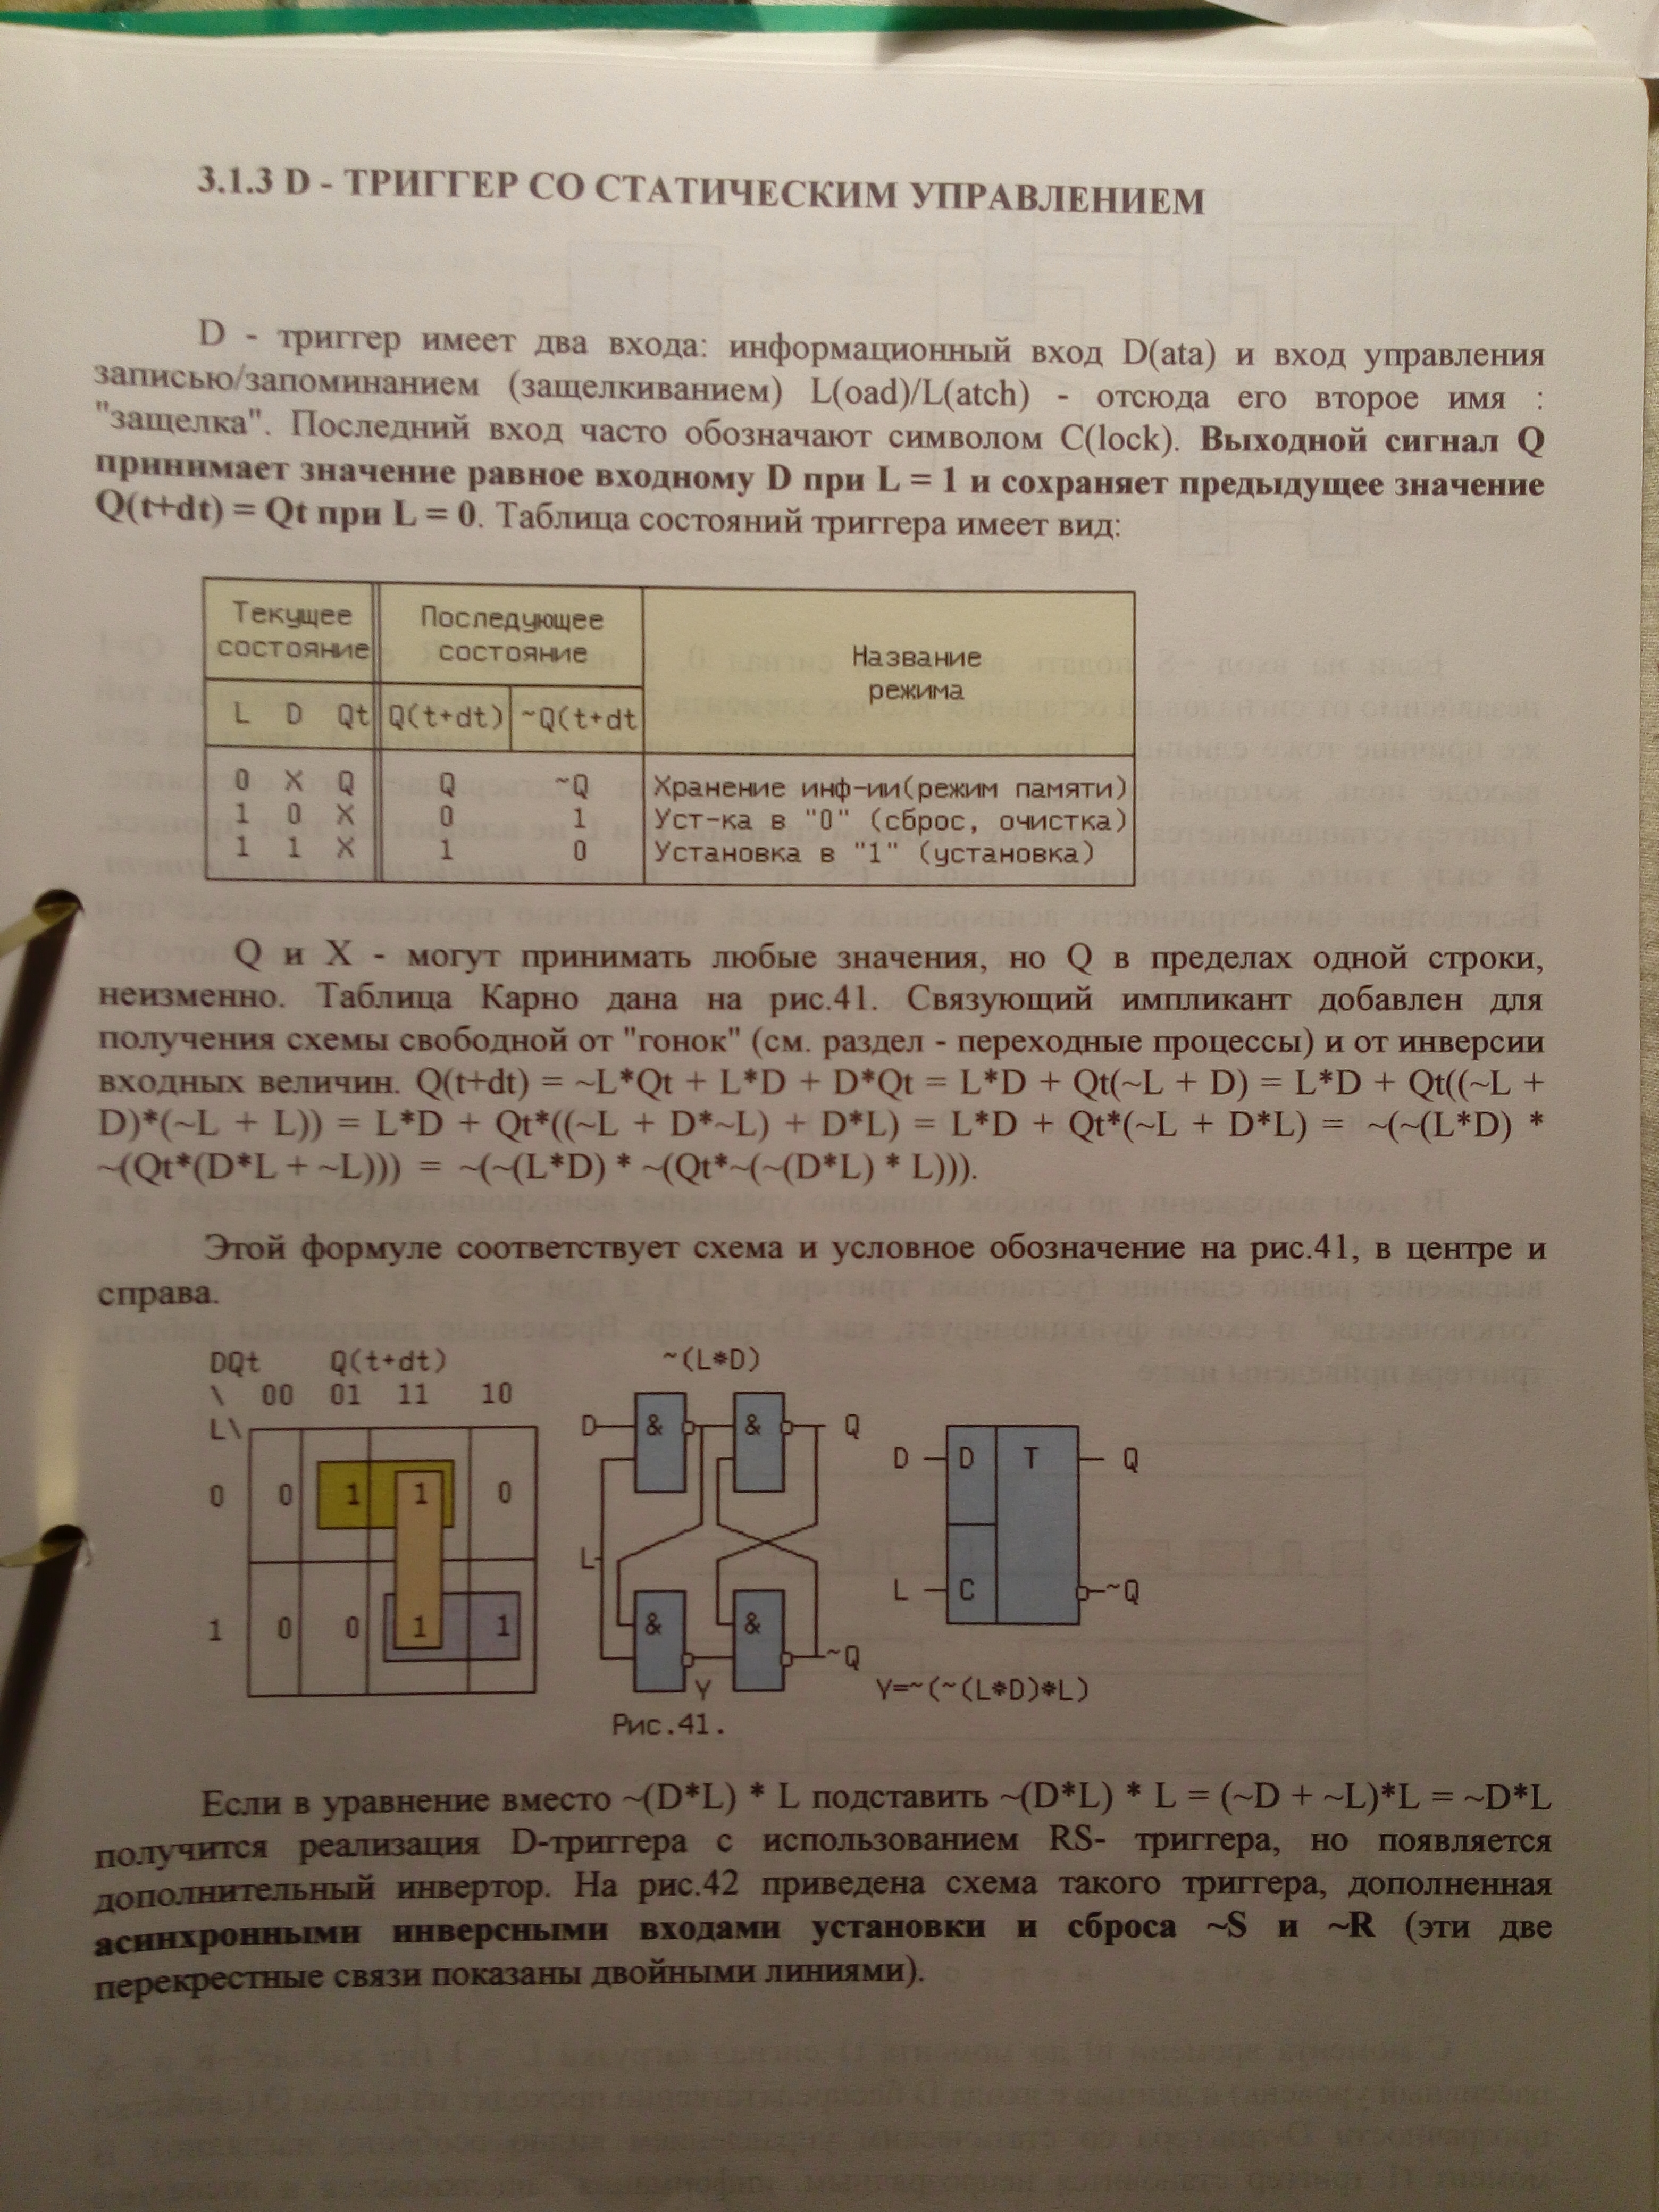 3.1.3 D - ТРИГГЕР СО СТАТИЧЕСКИМ УПРАВЛЕНИЕМ
D - триггер имеет два входа: информационный вход D(ata) и вход управления
записью/запоминанием (защелкиванием) L(oad)/L(atch) - отсюда его второе имя :
"защелка". Последний вход часто обозначают символом C(lock). Выходной сигнал Q
принимает значение равное входному D при L = 1 и сохраняет предыдущее значение
Q(t+dt) = Qt при L = 0. Таблица состояний триггера имеет вид:
Текущее состояние
Последующее состояние
Название режима
L D Qt Q(t+dt) ~Q(t+dt
0 X Q Q ~Q Хранение инф-ии(режим памяти)
1 0 X 0 1 Уст-ка в "0" (сброс, очистка)
1 1 X 1 0 Установка в "1" (установка)
Q и X - могут принимать любые значения, но Q в пределах одной строки,
неизменно. Таблица Карно дана на рис.41. Связующий импликант добавлен для
получения схемы свободной от "гонок" (см. раздел - переходные процессы) и от инверсии
входных величин. Q(t+dt) = ~L*Qt + L*D + D*Qt = L*D + Qt(~L + D) = L*D + Qt((~L +
D)*(~L + L)) = L*D + Qt*((~L + D*~L) + D*L) = L*D + Qt*(~L + D*L) = ~(~(L*D) *
~(Qt*(D*L + ~L))) = ~(~(L*D) * ~(Qt*~(~(D*L) * L))).
Этой формуле соответствует схема и условное обозначение на рис.41, в центре и
справа.
DQt Q(t+dt)
\ 00 01 11 10
L\
0 0 1 1 0
1 0 0 1 1
~(L*D)
D & & Q
L
& & ~Q
Y
D D T Q
L C ~Q
Y=~(~(L*D)*L)
Рис.41.
Если в уравнение вместо ~(D*L) * L подставить ~(D*L) * L = (~D + ~L)*L = ~D*L
получится реализация D-триггера с использованием RS- триггера, но появляется
дополнительный инвертор. На рис.42 приведена схема такого триггера, дополненная
асинхронными инверсными входами установки и сброса ~S и ~R (эти две
перекрестные связи показаны двойными линиями).